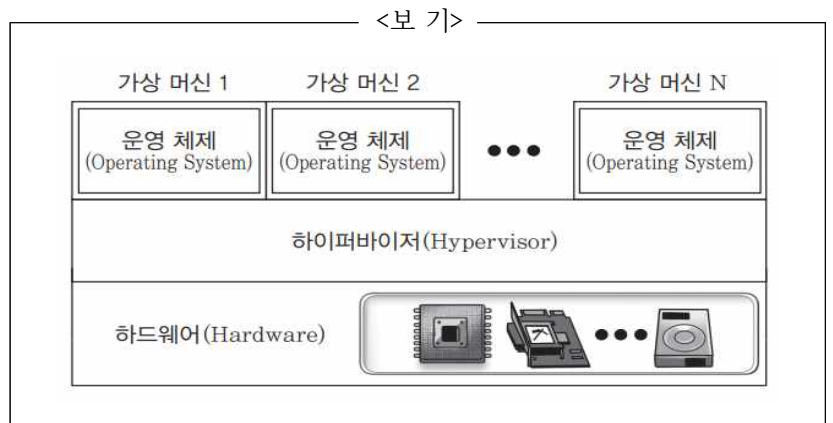 <보 기>
가상 머신 1 가상 머신 2 가상 머신 N
운영 체제 운영 체제 운영 체제
(Operating System) (Operating System) ••• (Operating System)
하이퍼바이저(Hypervisor)
하드웨어(Hardware) •••